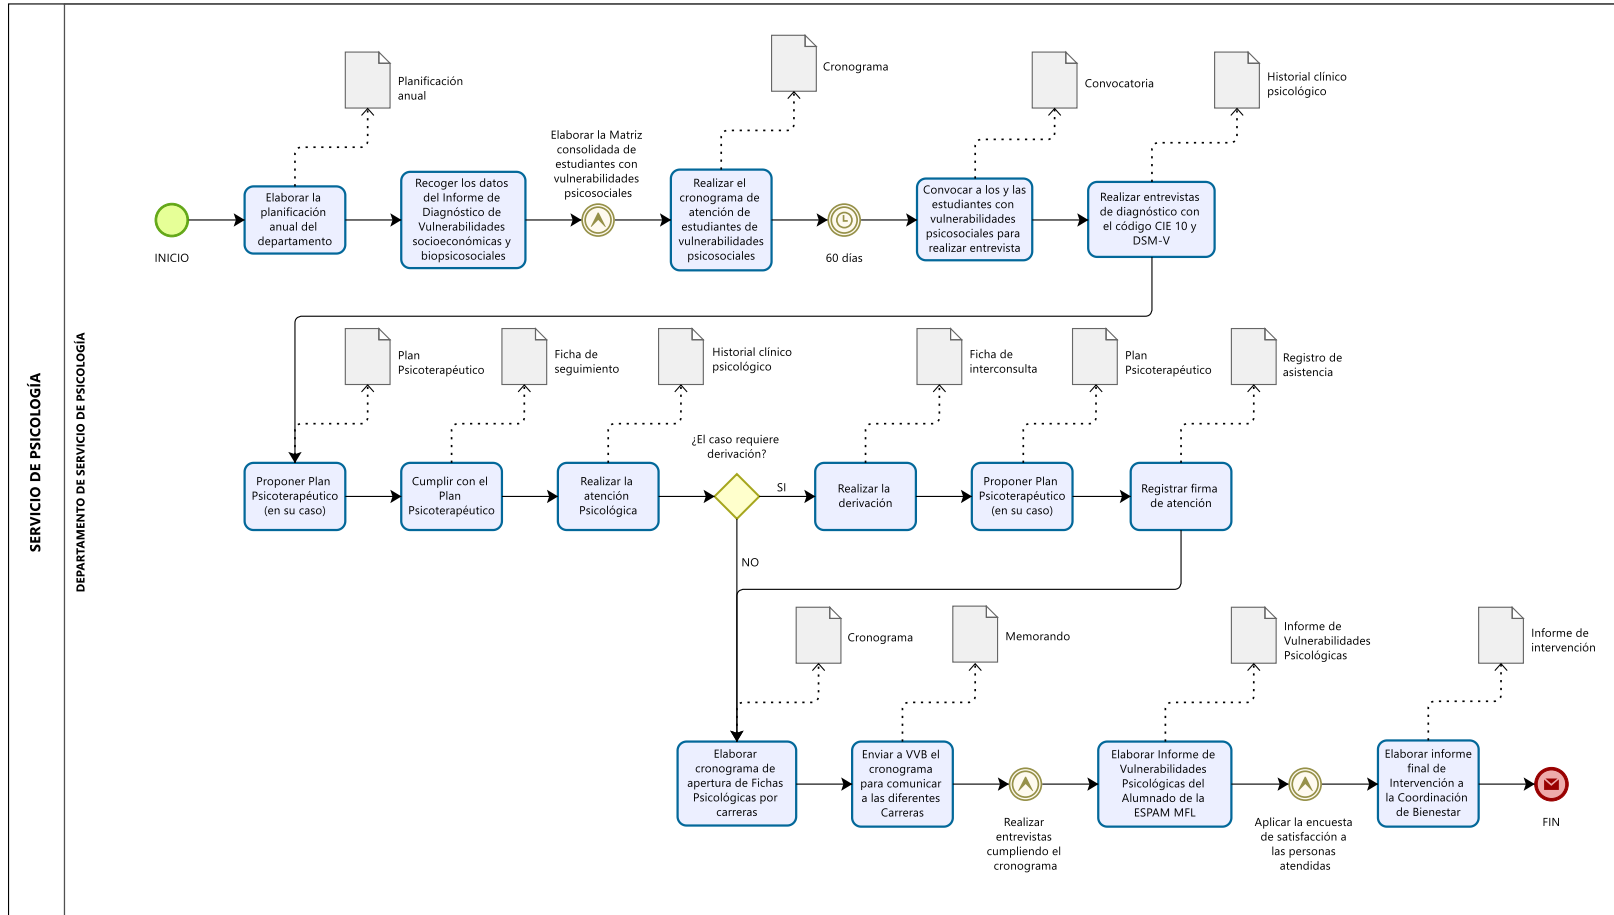 SERVICIO DE PSICOLOGÍA
DEPARTAMENTO DE SERVICIO DE PSICOLOGÍA
Planificación
anual
Cronograma
Convocatoria
Historial clínico
psicológico
INICIO
Elaborar la
planificación
anual del
departamento
Recoger los datos
del Informe de
Diagnóstico de
Vulnerabilidades
socioeconómicas y
biopsicosociales
Elaborar la Matriz
consolidada de
estudiantes con
vulnerabilidades
psicosociales
Realizar el
cronograma de
atención de
estudiantes de
vulnerabilidades
psicosociales
60 días
Convocar a los y las
estudiantes con
vulnerabilidades
psicosociales para
realizar entrevista
Realizar entrevistas
de diagnóstico con
el código CIE 10 y
DSM-V
Plan
Psicoterapéutico
Ficha de
seguimiento
Historial clínico
psicológico
Ficha de
interconsulta
Plan
Psicoterapéutico
Registro de
asistencia
Proponer Plan
Psicoterapéutico
(en su caso)
Cumplir con el
Plan
Psicoterapéutico
Realizar la
atención
Psicológica
¿El caso requiere
derivación?
SI
NO
Realizar la
derivación
Proponer Plan
Psicoterapéutico
(en su caso)
Registrar firma
de atención
Cronograma
Memorando
Informe de
Vulnerabilidades
Psicológicas
Informe de
intervención
Elaborar
cronograma de
apertura de Fichas
Psicológicas por
carreras
Enviar a VVB el
cronograma
para comunicar
a las diferentes
Carreras
Realizar
entrevistas
cumpliendo el
cronograma
Elaborar Informe de
Vulnerabilidades
Psicológicas del
Alumnado de la
ESPAM MFL
Aplicar la encuesta
de satisfacción a
las personas
atendidas
Elaborar informe
final de
Intervención a
la Coordinación
de Bienestar
FIN